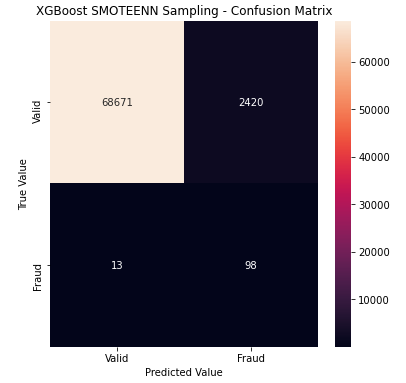 XGBoost SMOTEENN Sampling - Confusion Matrix
True Value
Valid
68671
2420
Fraud
13
98
Valid
Fraud
Predicted Value
60000
50000
40000
30000
20000
10000